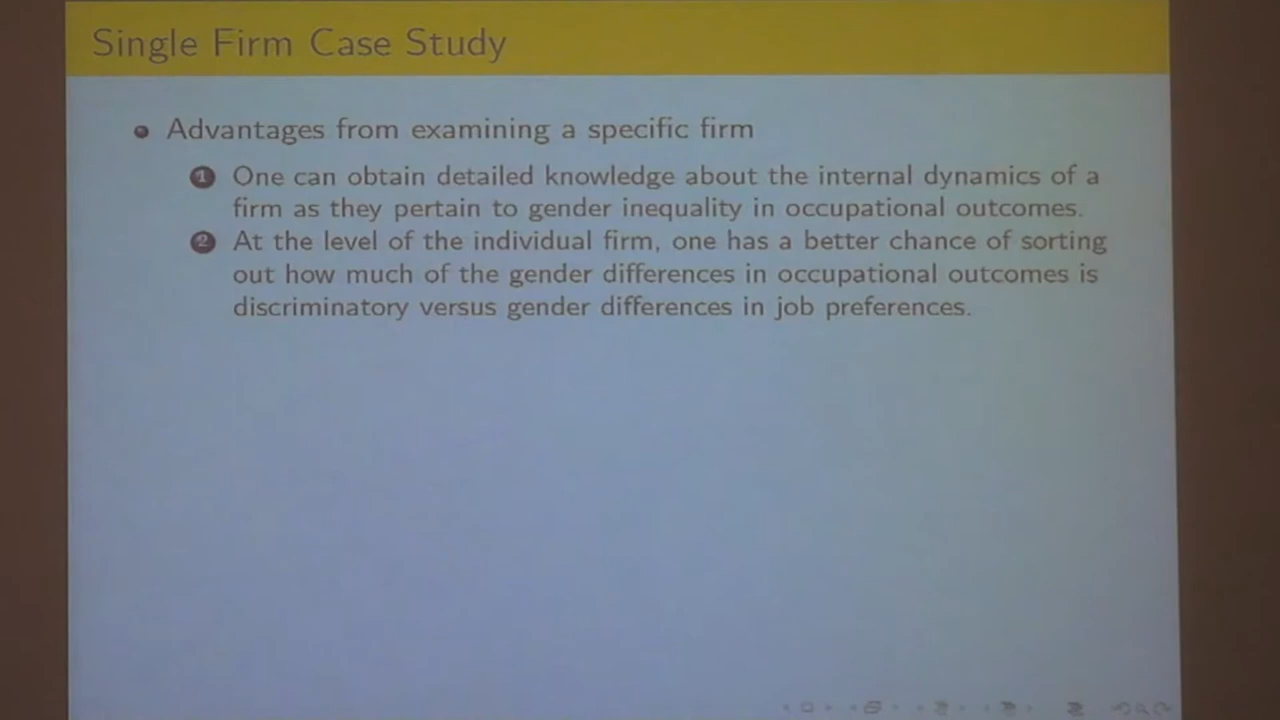 Single Firm Case Study
Advantages from examining a specific firm
1 One can obtain detailed knowledge about the internal dynamics of a
firm as they pertain to gender inequality in occupational outcomes.
2 At the level of the individual firm, one has a better chance of sorting
out how much of the gender differences in occupational outcomes is
discriminatory versus gender differences in job preferences.